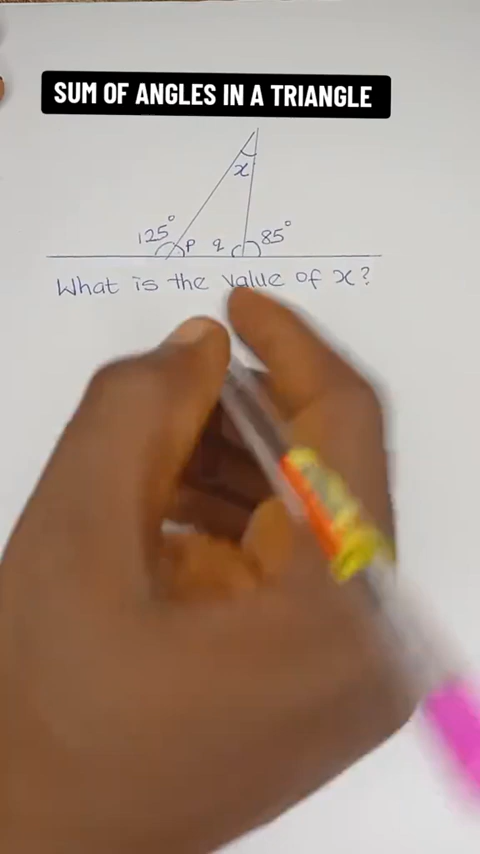 SUM OF ANGLES IN A TRIANGLE
x
125° p q 85°
What is the value of x?